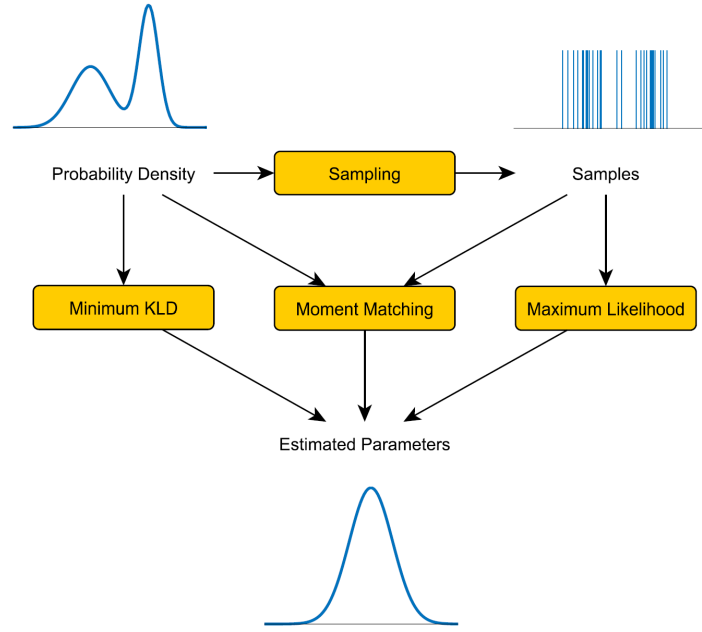 Probability Density
Sampling
Samples
Minimum KLD
Moment Matching
Maximum Likelihood
Estimated Parameters